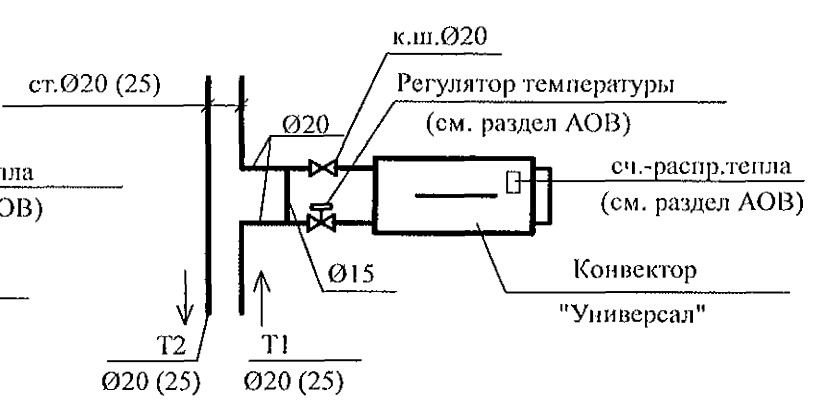 к.ш.Ø20
ст.Ø20 (25)
Регулятор температуры
(см. раздел АОВ)
Ø20
сч.-распр.тепла
(см. раздел АОВ)
пла
ОВ)
Ø15
Конвектор
"Универсал"
Т2
Ø20 (25)
Т1
Ø20 (25)